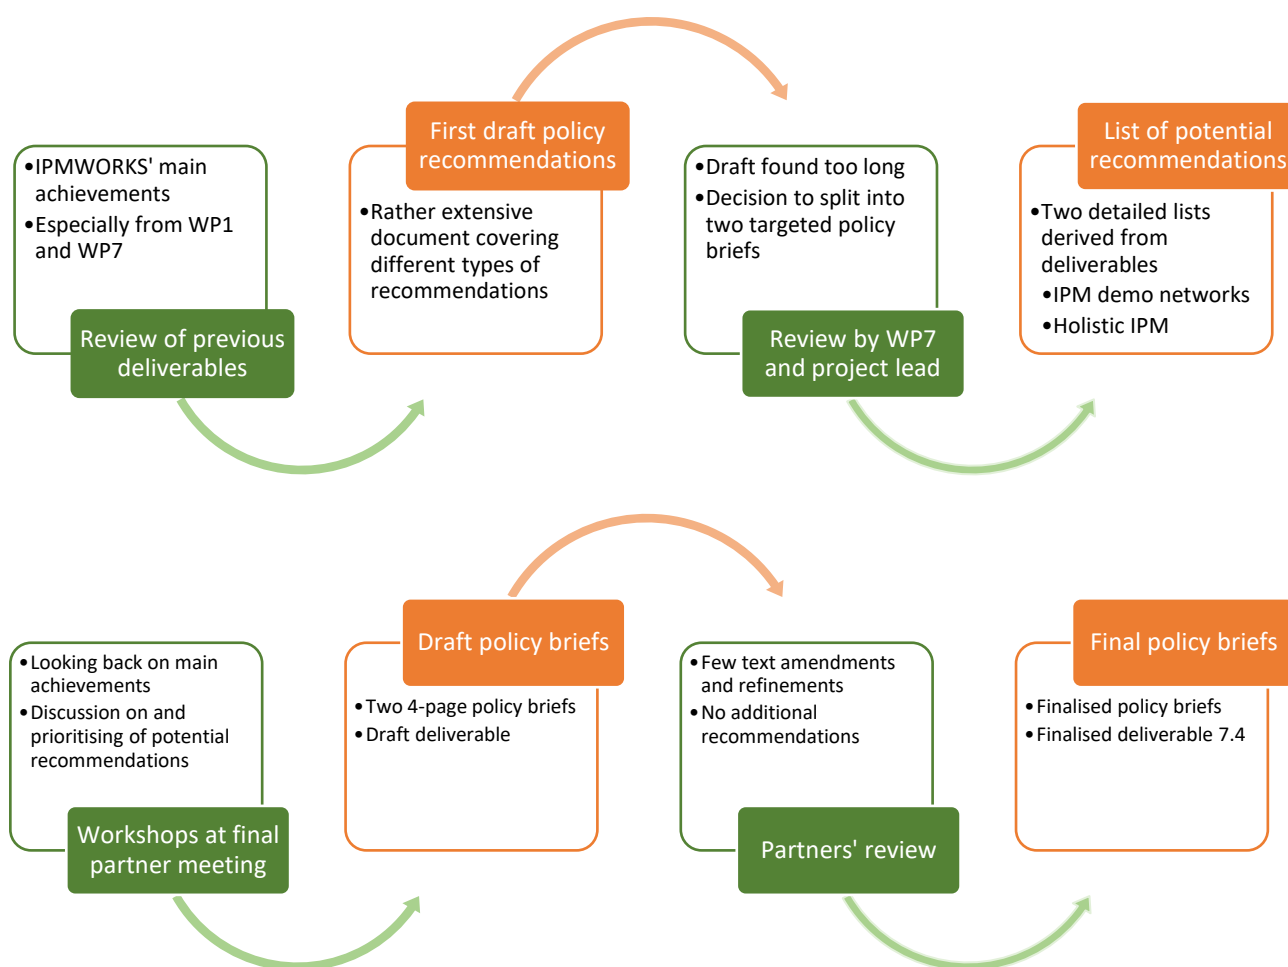 •IPMWORKS' main
achievements
•Especially from WP1
and WP7
Review of previous
deliverables
First draft policy
recommendations
•Rather extensive
document covering
different types of
recommendations
•Draft found too long
•Decision to split into
two targeted policy
briefs
Review by WP7
and project lead
List of potential
recommendations
•Two detailed lists
derived from
deliverables
•IPM demo networks
•Holistic IPM
•Looking back on main
achievements
•Discussion on and
prioritising of potential
recommendations
Workshops at final
partner meeting
Draft policy briefs
•Two 4-page policy briefs
•Draft deliverable
•Few text amendments
and refinements
•No additional
recommendations
Partners' review
Final policy briefs
•Finalised policy briefs
•Finalised deliverable 7.4